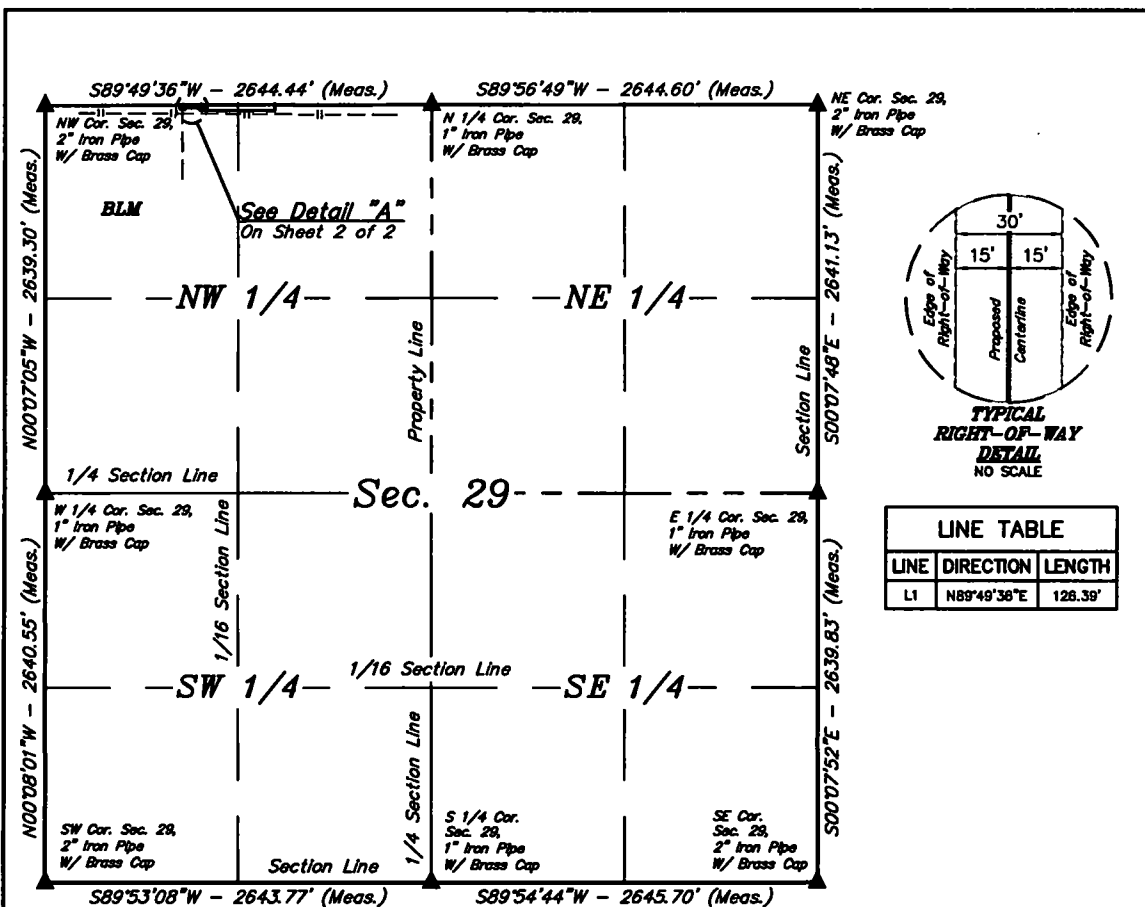 S89°49'36"W - 2644.44' (Meas.)
S89°56'49"W - 2644.60' (Meas.)
NW Cor. Sec. 29,
2" Iron Pipe
W/ Brass Cap
N 1/4 Cor. Sec. 29,
1" Iron Pipe
W/ Brass Cap
NE Cor. Sec. 29,
2" Iron Pipe
W/ Brass Cap
BLM
See Detail "A"
On Sheet 2 of 2
N00°07'05"W - 2639.30' (Meas.)
NW 1/4
NE 1/4
Property Line
Section Line
S00°07'48"E - 2641.13' (Meas.)
30'
15' 15'
Edge of
Right-of-Way
Proposed
Centerline
Edge of
Right-of-Way
TYPICAL
RIGHT-OF-WAY
DETAIL
NO SCALE
1/4 Section Line
Sec. 29
W 1/4 Cor. Sec. 29,
1" Iron Pipe
W/ Brass Cap
E 1/4 Cor. Sec. 29,
1" Iron Pipe
W/ Brass Cap
LINE TABLE
LINE DIRECTION LENGTH
L1 N89°49'36"E 126.39'
N00°08'01"W - 2640.55' (Meas.)
1/16 Section Line
1/16 Section Line
SW 1/4
SE 1/4
S00°07'52"E - 2639.83' (Meas.)
1/4 Section Line
SW Cor. Sec. 29,
2" Iron Pipe
W/ Brass Cap
Section Line
S 1/4 Cor.
Sec. 29,
1" Iron Pipe
W/ Brass Cap
SE Cor.
Sec. 29,
2" Iron Pipe
W/ Brass Cap
S89°53'08"W - 2643.77' (Meas.)
S89°54'44"W - 2645.70' (Meas.)